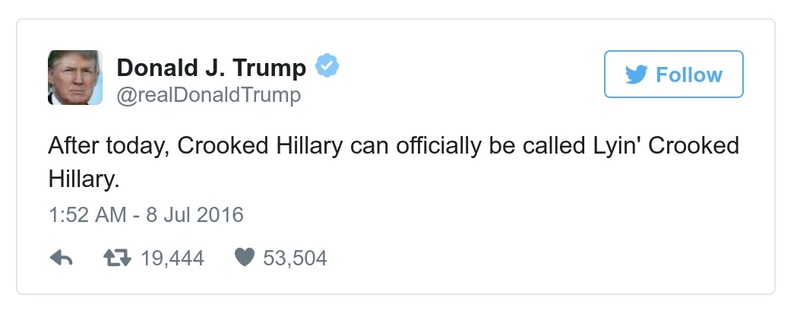 Donald J. Trump
@realDonaldTrump
Follow
After today, Crooked Hillary can officially be called Lyin' Crooked
Hillary.
1:52 AM - 8 Jul 2016
19,444 53,504